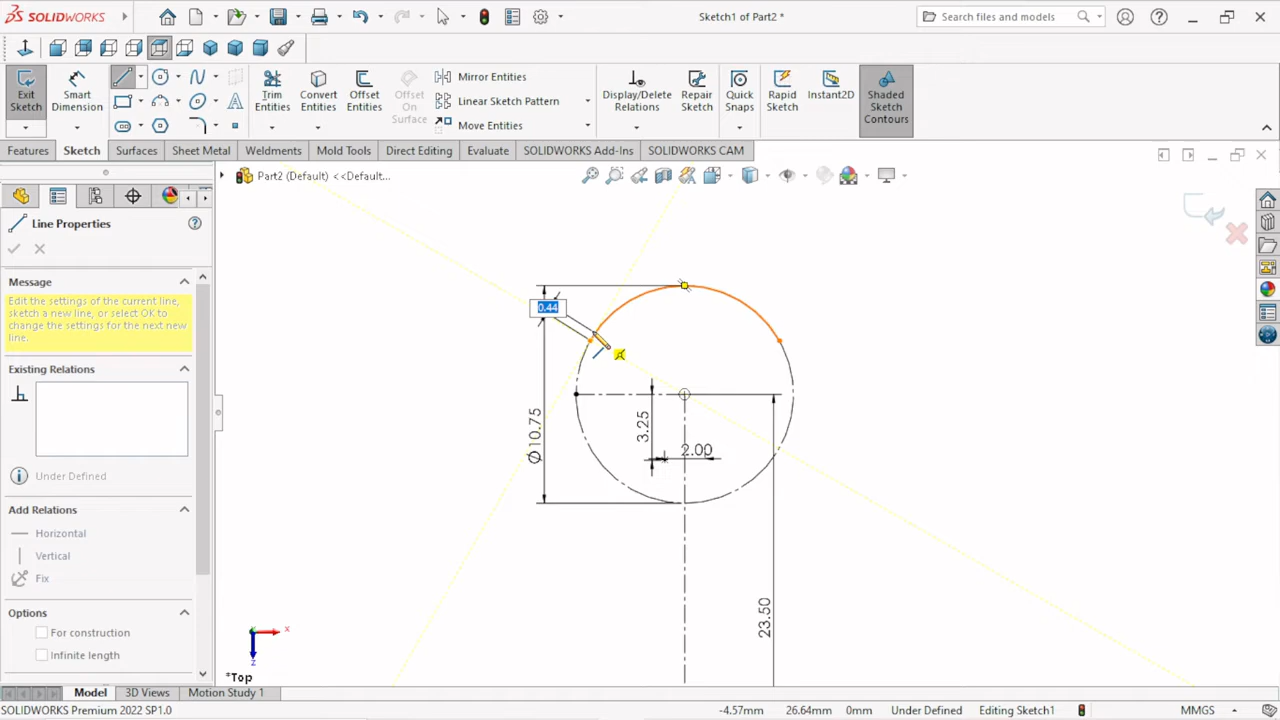 SOLIDWORKS
Sketch1 of Part2 *
Search files and models
Exit Sketch
Smart Dimension
Trim Entities
Convert Entities
Offset Entities
Offset On Surface
Mirror Entities
Linear Sketch Pattern
Move Entities
Display/Delete Relations
Repair Sketch
Quick Snaps
Rapid Sketch
Instant2D
Shaded Sketch Contours
Features
Sketch
Surfaces
Sheet Metal
Weldments
Mold Tools
Direct Editing
Evaluate
SOLIDWORKS Add-Ins
SOLIDWORKS CAM
Part2 (Default) <<Default...
Line Properties
Message
Edit the settings of the current line,
sketch a new line, or select OK to
change the settings for the next new
line.
Existing Relations
Under Defined
Add Relations
Horizontal
Vertical
Fix
Options
For construction
Infinite length
0.44
Ø10.75
3.25
2.00
23.50
x
z
*Top
Model
3D Views
Motion Study 1
SOLIDWORKS Premium 2022 SP1.0
-4.57mm
26.64mm
0mm
Under Defined
Editing Sketch1
MMGS